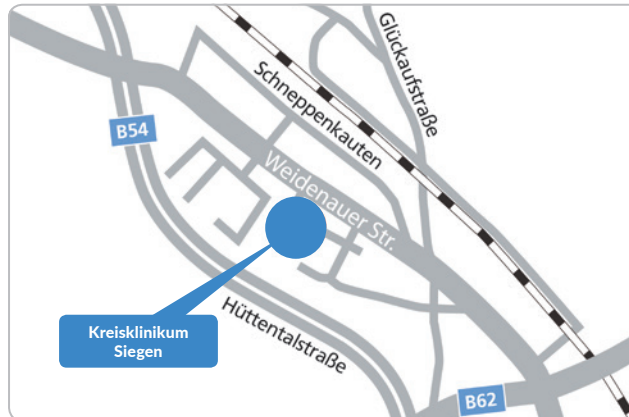 Glückaufstraße
Schneppenkauten
B54
Weidenauer Str.
Kreisklinikum
Siegen
Hüttentalstraße
B62